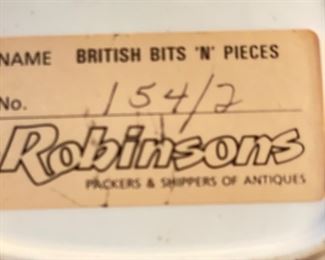 NAME BRITISH BITS 'N' PIECES
No. 154/2
Robinsons
PACKERS & SHIPPERS OF ANTIQUES